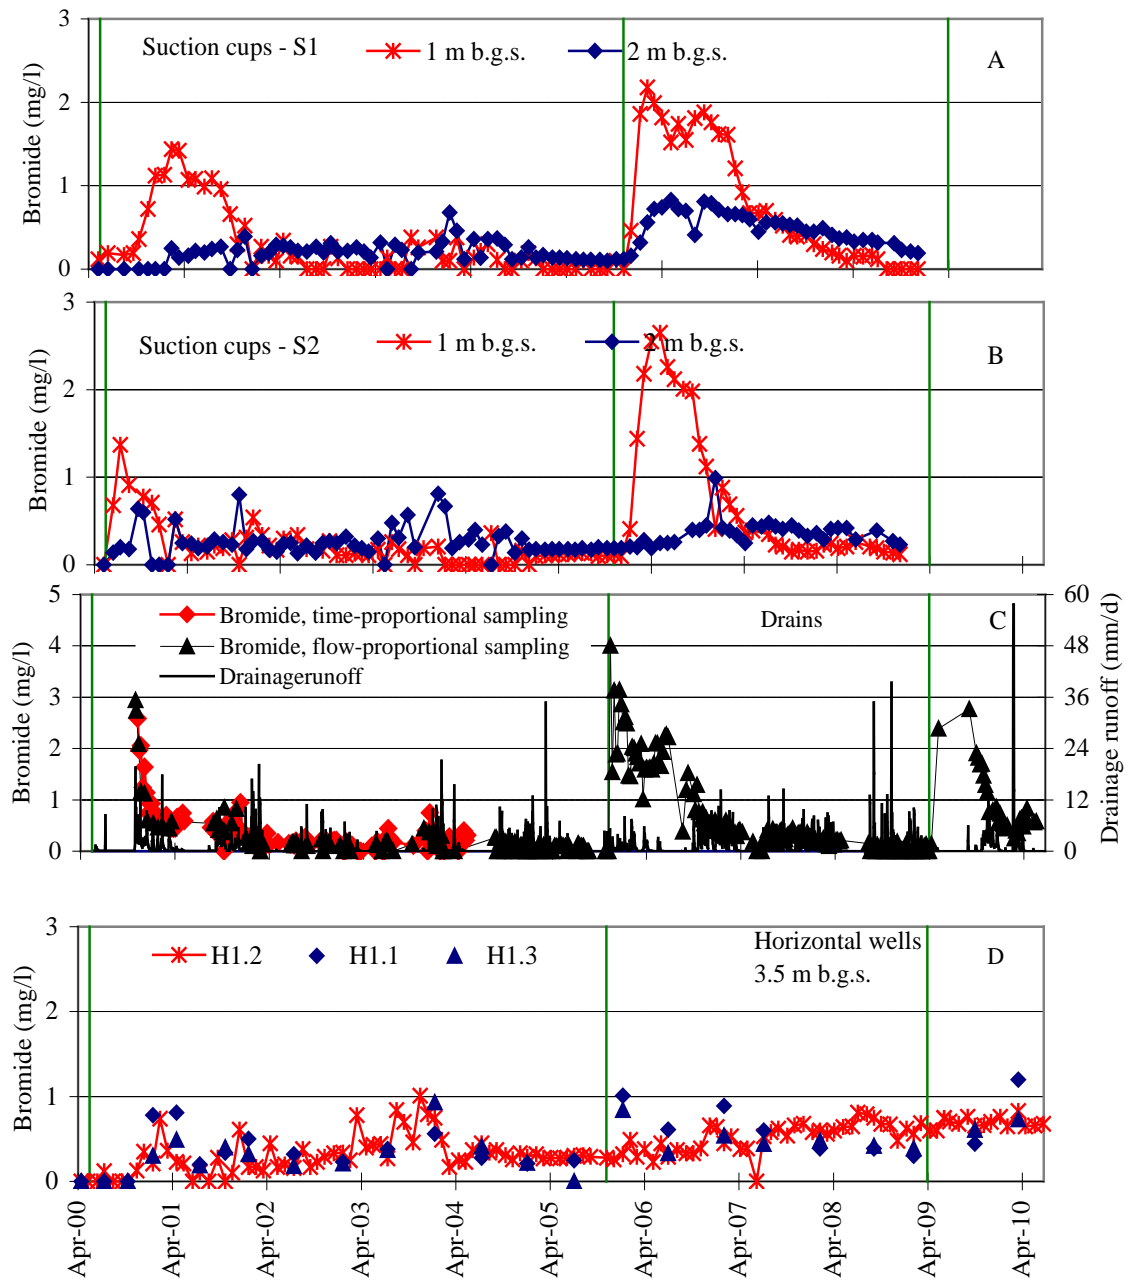 3
Suction cups - S1
1 m b.g.s.
2 m b.g.s.
A
2
1
0
Bromide (mg/l)
3
Suction cups - S2
1 m b.g.s.
2 m b.g.s.
B
2
1
0
Bromide (mg/l)
5
60
Bromide, time-proportional sampling
Drains
C
4
48
Bromide, flow-proportional sampling
Drainagerunoff
3
36
2
24
1
12
0
0
Bromide (mg/l)
Drainage runoff (mm/d)
3
H1.2
H1.1
H1.3
Horizontal wells
3.5 m b.g.s.
D
2
1
0
Bromide (mg/l)
Apr-00
Apr-01
Apr-02
Apr-03
Apr-04
Apr-05
Apr-06
Apr-07
Apr-08
Apr-09
Apr-10